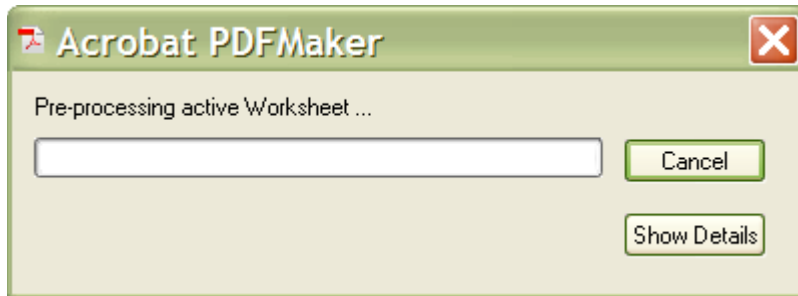 Acrobat PDFMaker
Pre-processing active Worksheet ...
Cancel
Show Details